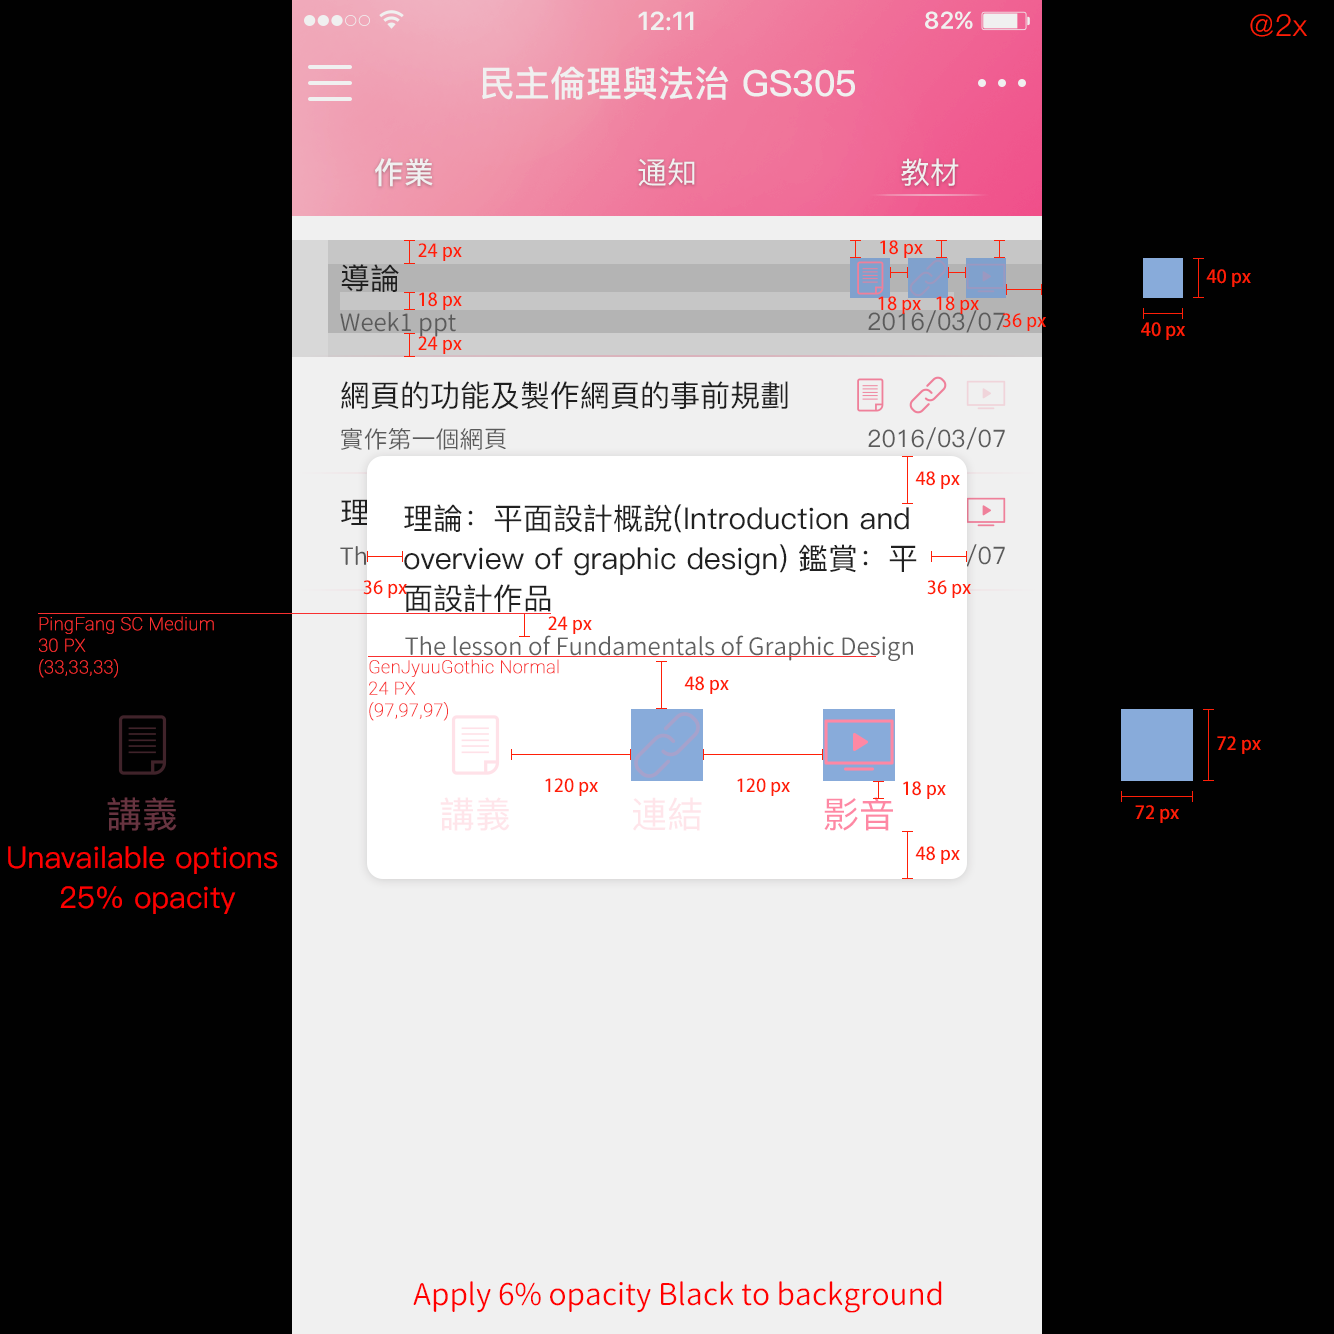 12:11
82%
@2x
民主倫理與法治 GS305
作業
通知
教材
24 px
18 px
導論
18 px
18 px
18 px
36 px
40 px
40 px
Week1 ppt
2016/03/07
24 px
網頁的功能及製作網頁的事前規劃
實作第一個網頁
2016/03/07
48 px
理
Th
/07
理論：平面設計概說(Introduction and
overview of graphic design) 鑑賞：平
面設計作品
36 px
36 px
24 px
PingFang SC Medium
30 PX
(33,33,33)
The lesson of Fundamentals of Graphic Design
GenJyuuGothic Normal
24 PX
(97,97,97)
48 px
120 px
120 px
18 px
72 px
72 px
講義
連結
影音
48 px
講義
Unavailable options
25% opacity
Apply 6% opacity Black to background